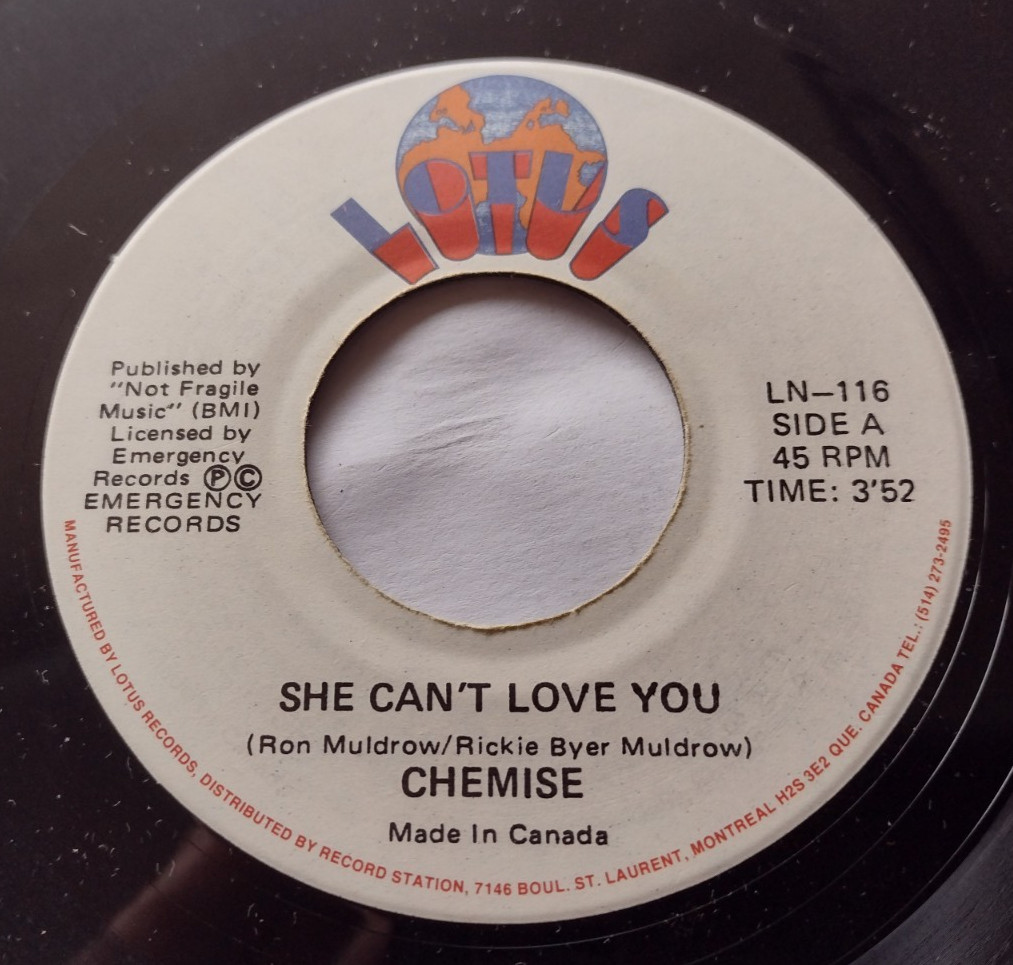 LOTUS
Published by
"Not Fragile
Music" (BMI)
Licensed by
Emergency
Records ℗©
EMERGENCY
RECORDS
LN—116
SIDE A
45 RPM
TIME: 3'52
SHE CAN'T LOVE YOU
(Ron Muldrow/Rickie Byer Muldrow)
CHEMISE
Made In Canada
MANUFACTURED BY LOTUS RECORDS, DISTRIBUTED BY RECORD STATION, 7146 BOUL. ST. LAURENT, MONTREAL H2S 3E2 QUE. CANADA TEL.: (514) 273-2495